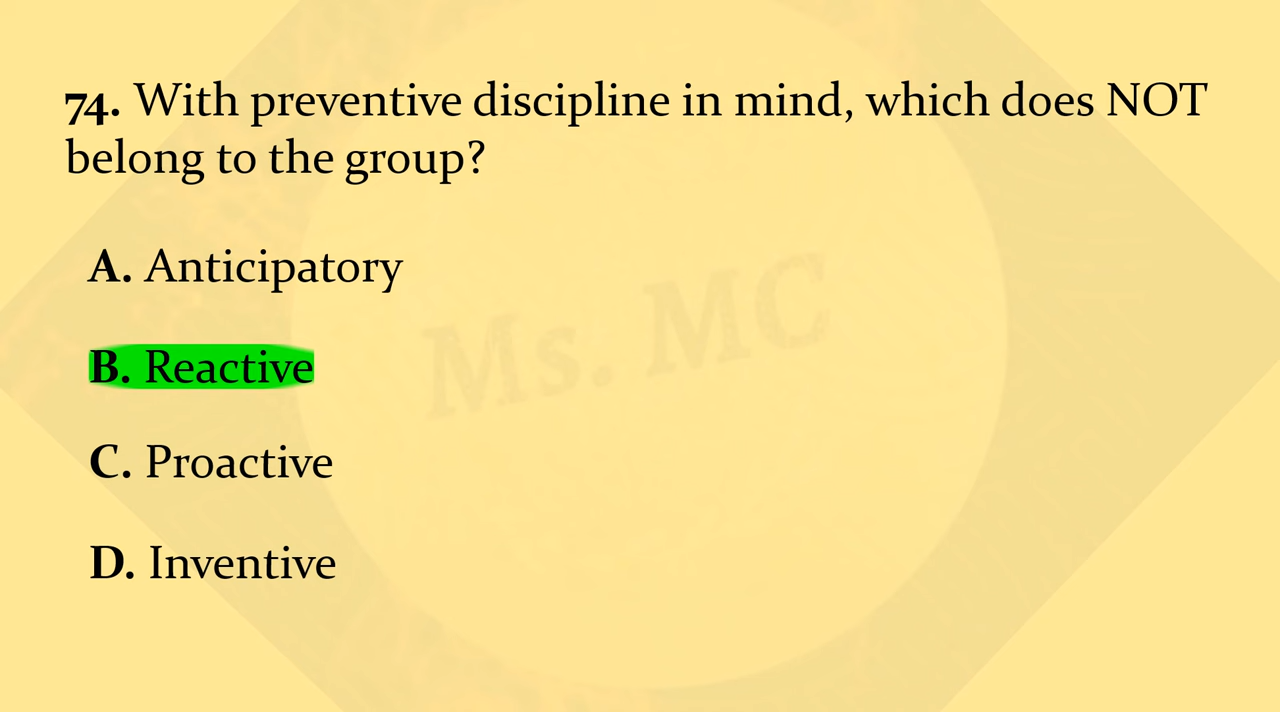 74. With preventive discipline in mind, which does NOT
belong to the group?
A. Anticipatory
Ms. MC
B. Reactive
C. Proactive
D. Inventive